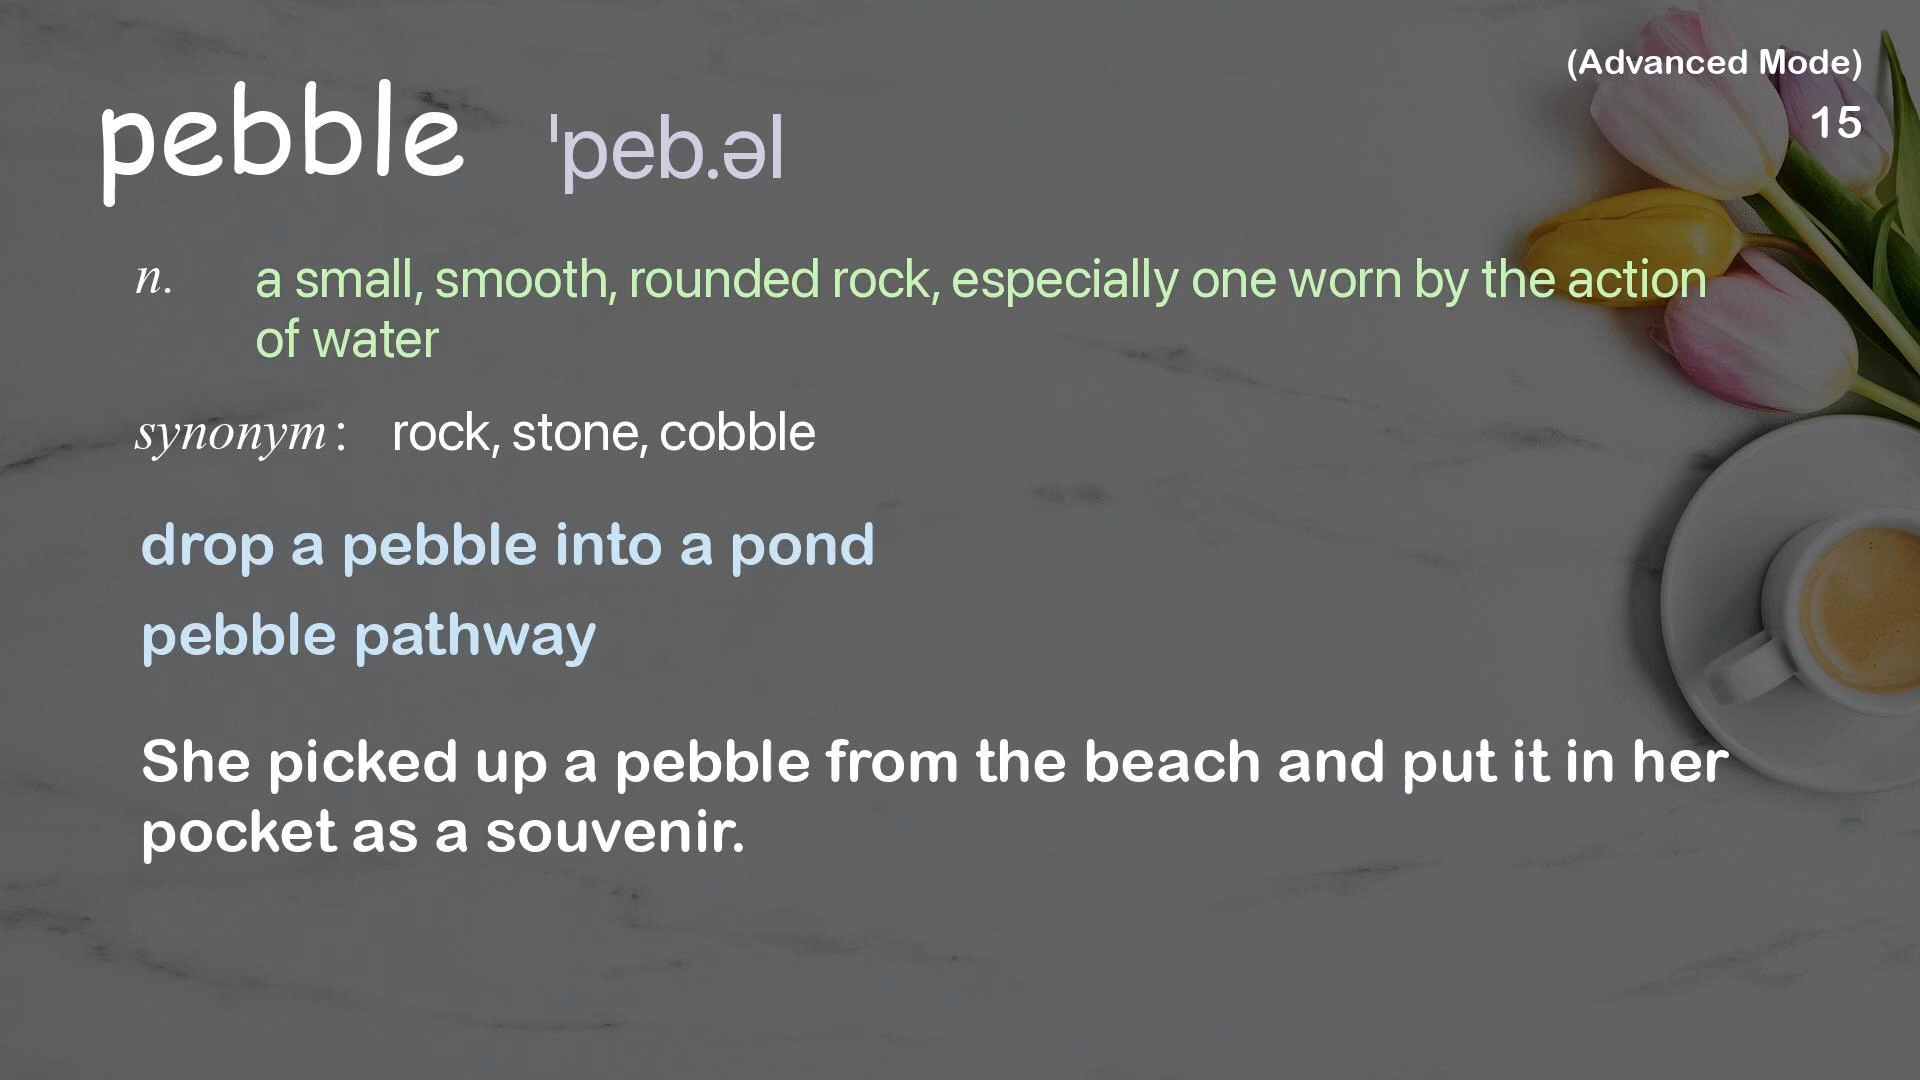 (Advanced Mode)
15
pebble ˈpeb.əl
n. a small, smooth, rounded rock, especially one worn by the action
of water
synonym: rock, stone, cobble
drop a pebble into a pond
pebble pathway
She picked up a pebble from the beach and put it in her
pocket as a souvenir.